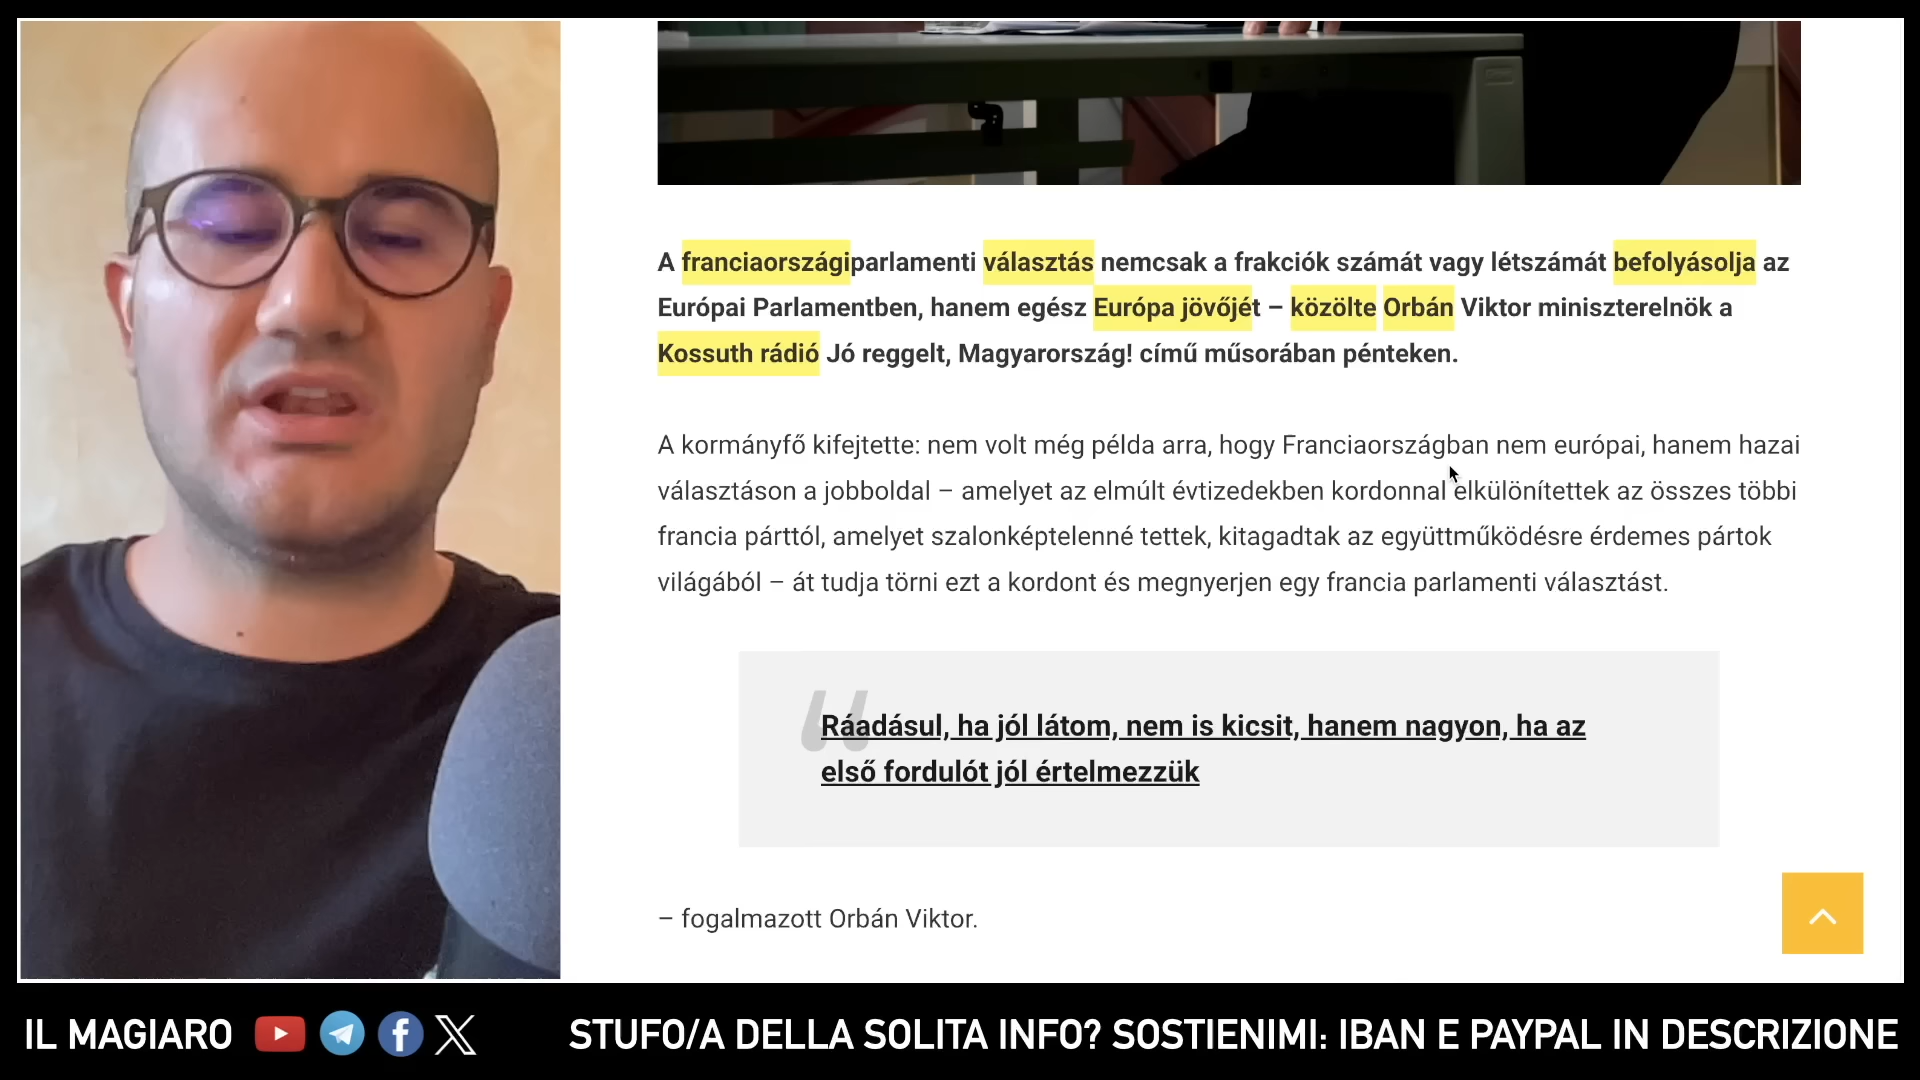 A franciaországiparlamenti választás nemcsak a frakciók számát vagy létszámát befolyásolja az
Európai Parlamentben, hanem egész Európa jövőjét – közölte Orbán Viktor miniszterelnök a
Kossuth rádió Jó reggelt, Magyarország! című műsorában pénteken.
A kormányfő kifejtette: nem volt még példa arra, hogy Franciaországban nem európai, hanem hazai
választáson a jobboldal – amelyet az elmúlt évtizedekben kordonnal elkülönítettek az összes többi
francia párttól, amelyet szalonképtelenné tettek, kitagadtak az együttműködésre érdemes pártok
világából – át tudja törni ezt a kordont és megnyerjen egy francia parlamenti választást.
Ráadásul, ha jól látom, nem is kicsit, hanem nagyon, ha az
első fordulót jól értelmezzük
– fogalmazott Orbán Viktor.
IL MAGIARO
STUFO/A DELLA SOLITA INFO? SOSTIENIMI: IBAN E PAYPAL IN DESCRIZIONE